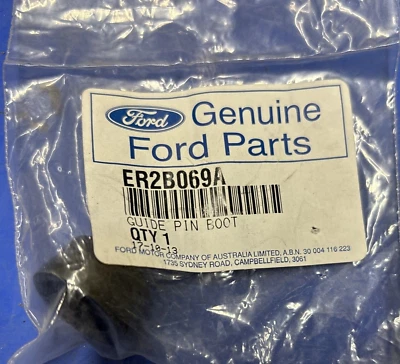 Ford Genuine
Ford Parts
ER2B069A
GUIDE PIN BOOT
QTY 1
17-10-13
FORD MOTOR COMPANY OF AUSTRALIA LIMITED, A.B.N. 30 004 116 223
1735 SYDNEY ROAD, CAMPBELLFIELD, 3061